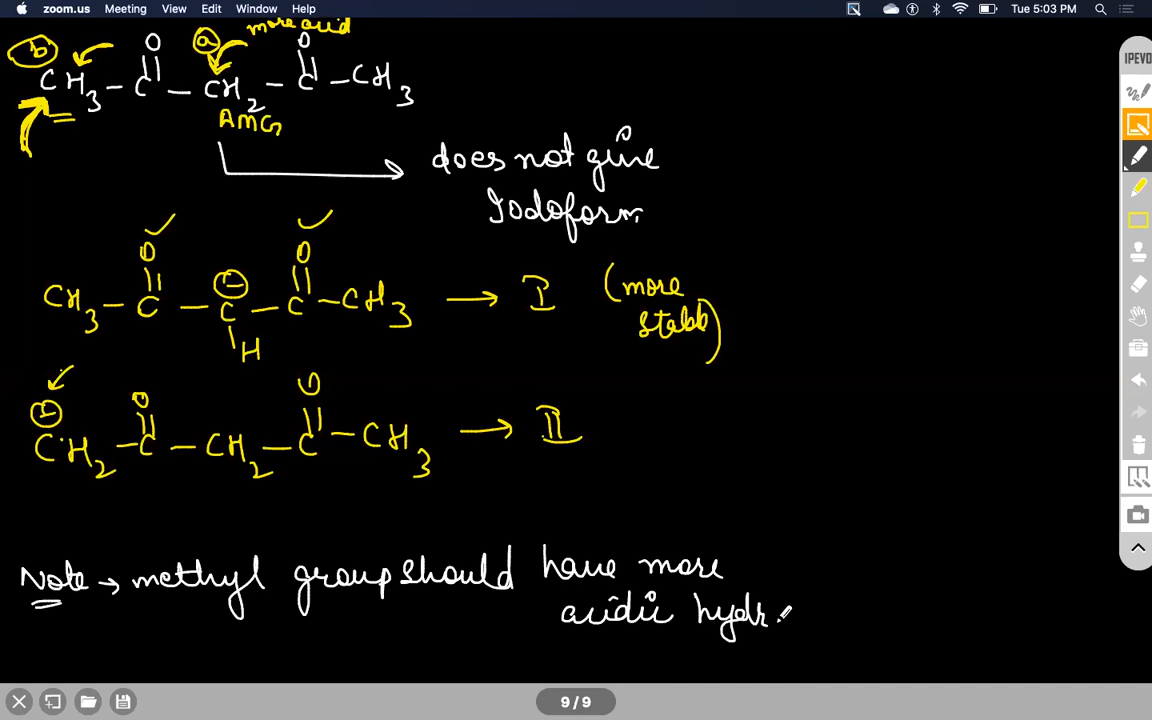 zoom.us Meeting View Edit Window Help Tue 5:03 PM
more acid
b a O O
IPEVO
CH3 - C - CH2 - C - CH3
AMG
does not give
Iodoform
O - O
CH3 - C - C - C - CH3 → I (more
stabl)
H
- O O
CH2 - C - CH2 - C - CH3 → II
Note → methyl group should have more
acidic hydr
9 / 9